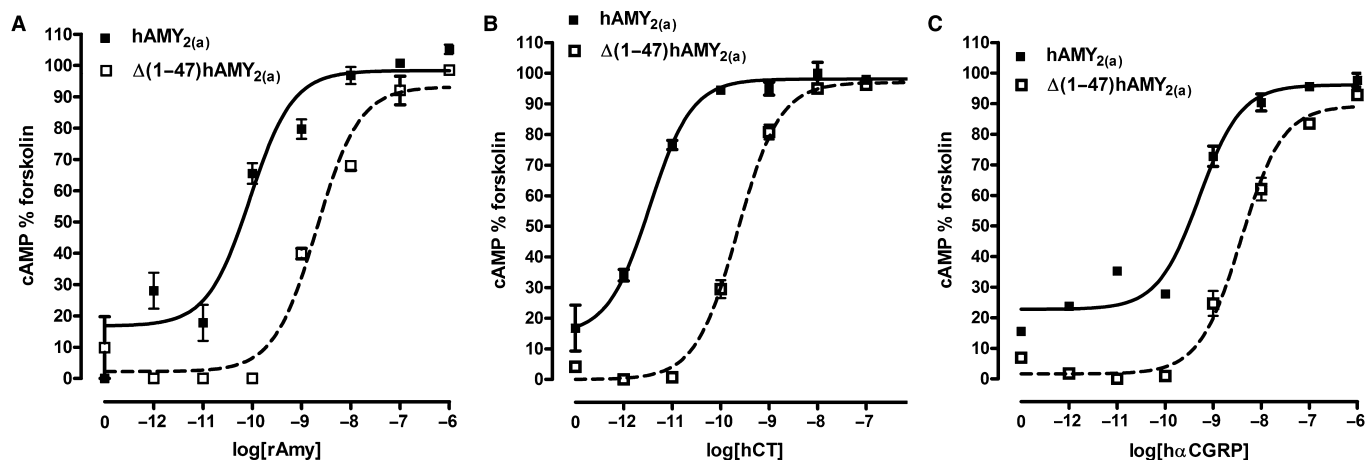 A
hAMY2(a)
Δ(1–47)hAMY2(a)
cAMP % forskolin
110
100
90
80
70
60
50
40
30
20
10
0
0 –12 –11 –10 –9 –8 –7 –6
log[rAmy]
B
hAMY2(a)
Δ(1–47)hAMY2(a)
cAMP % forskolin
110
100
90
80
70
60
50
40
30
20
10
0
0 –12 –11 –10 –9 –8 –7
log[hCT]
C
hAMY2(a)
Δ(1–47)hAMY2(a)
cAMP % forskolin
110
100
90
80
70
60
50
40
30
20
10
0
0 –12 –11 –10 –9 –8 –7 –6
log[hαCGRP]